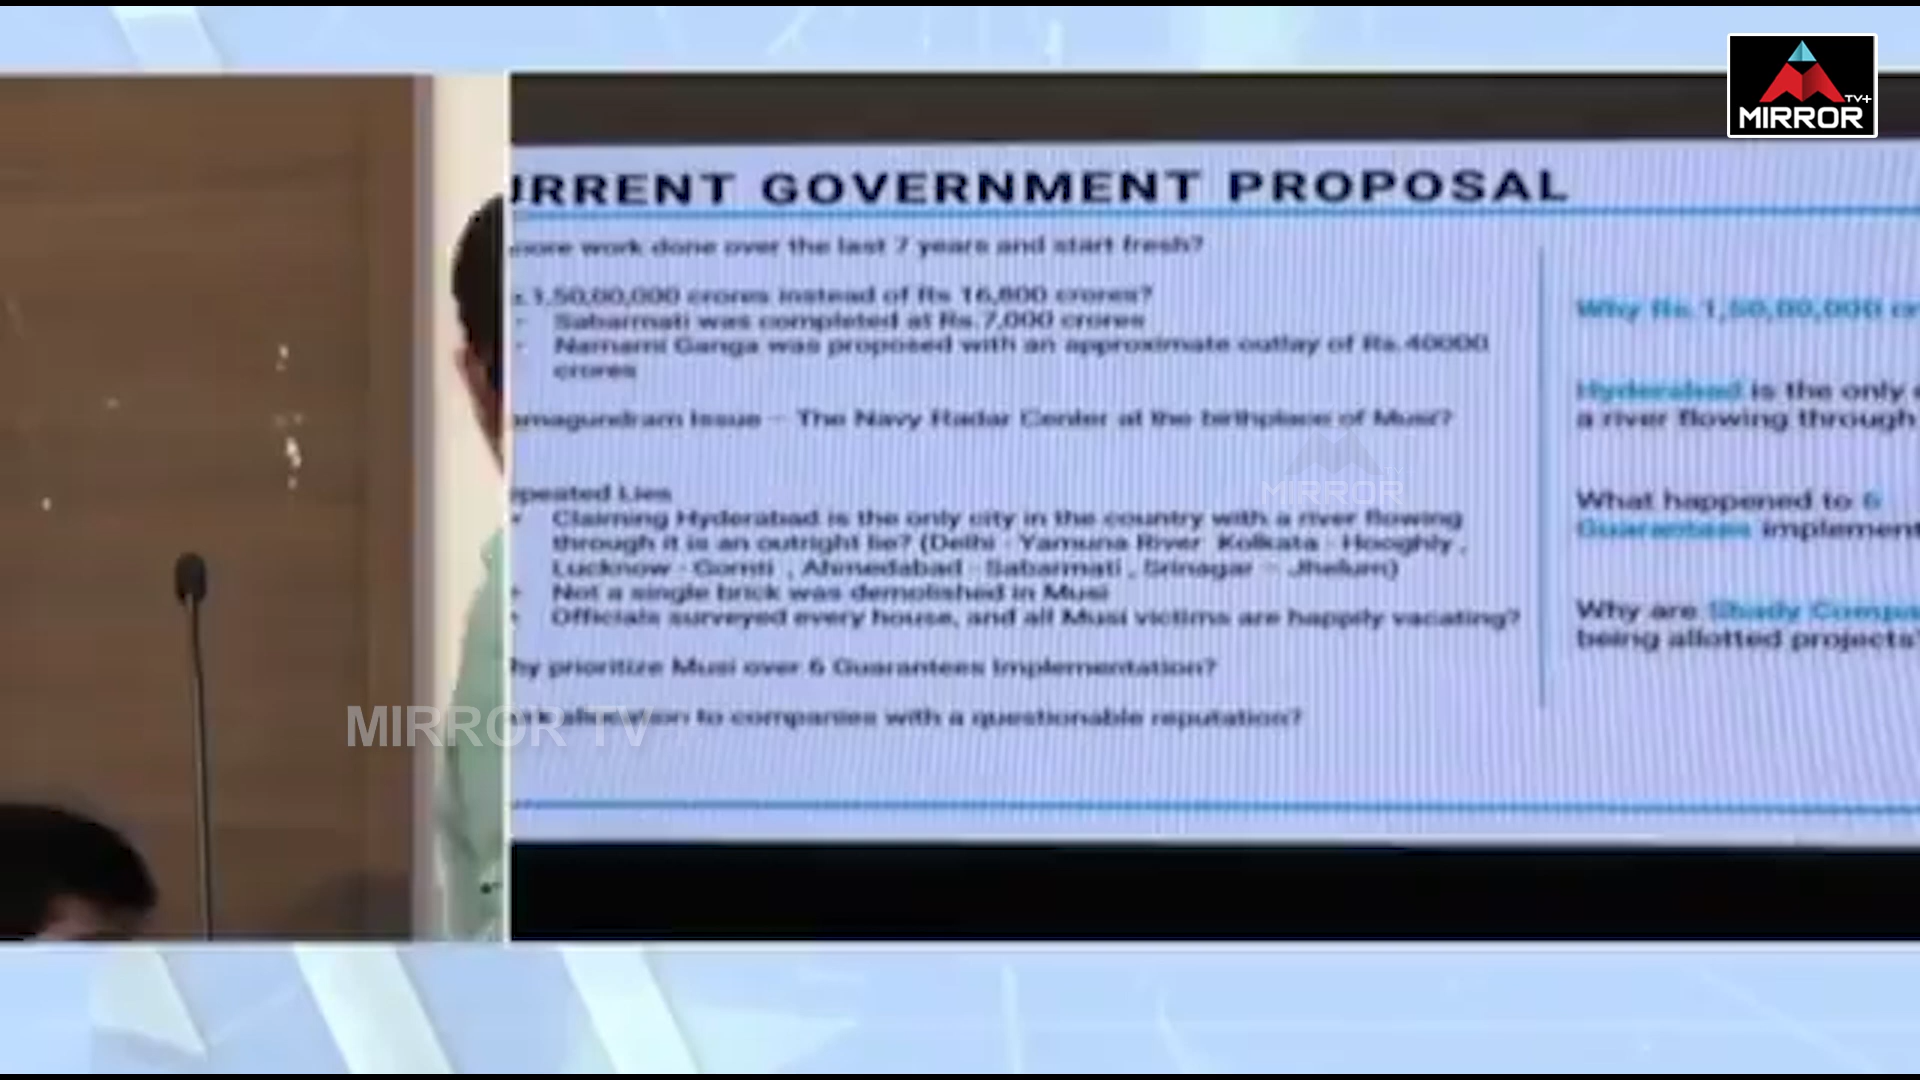 TV+
MIRROR
URRENT GOVERNMENT PROPOSAL
nore work done over the last 7 years and start fresh?
. 1,50,00,000 crores instead of Rs 16,800 crores?
Sabarmati was completed at Rs.7,000 crores
Namami Ganga was proposed with an approximate outlay of Rs.40000
crores
amagundram Issue – The Navy Radar Center at the birthplace of Musi?
peated Lies
Claiming Hyderabad is the only city in the country with a river flowing
through it is an outright lie? (Delhi - Yamuna River Kolkata - Hooghly ,
Lucknow - Gomti , Ahmedabad - Sabarmati , Srinagar – Jhelum)
Not a single brick was demolished in Musi
Officials surveyed every house, and all Musi victims are happily vacating?
hy prioritize Musi over 6 Guarantees Implementation?
allocation to companies with a questionable reputation?
Why Rs. 1,50,00,000 cr
Hyderabad is the only
a river flowing through
What happened to 6
Guarantees implement
Why are Shady Compa
being allotted projects
MIRROR
MIRROR TV